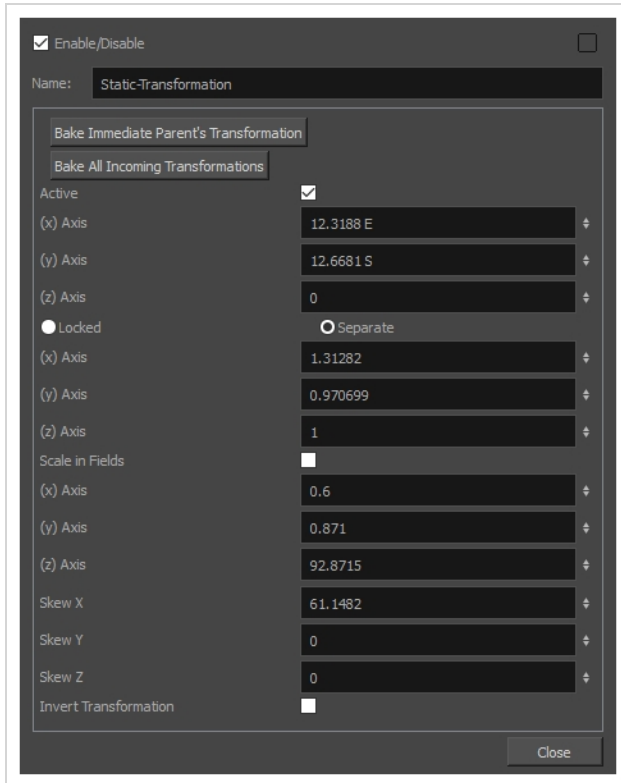 Enable/Disable
Name: Static-Transformation
Bake Immediate Parent's Transformation
Bake All Incoming Transformations
Active
(x) Axis 12.3188 E
(y) Axis 12.6681 S
(z) Axis 0
Locked Separate
(x) Axis 1.31282
(y) Axis 0.970699
(z) Axis 1
Scale in Fields
(x) Axis 0.6
(y) Axis 0.871
(z) Axis 92.8715
Skew X 61.1482
Skew Y 0
Skew Z 0
Invert Transformation
Close